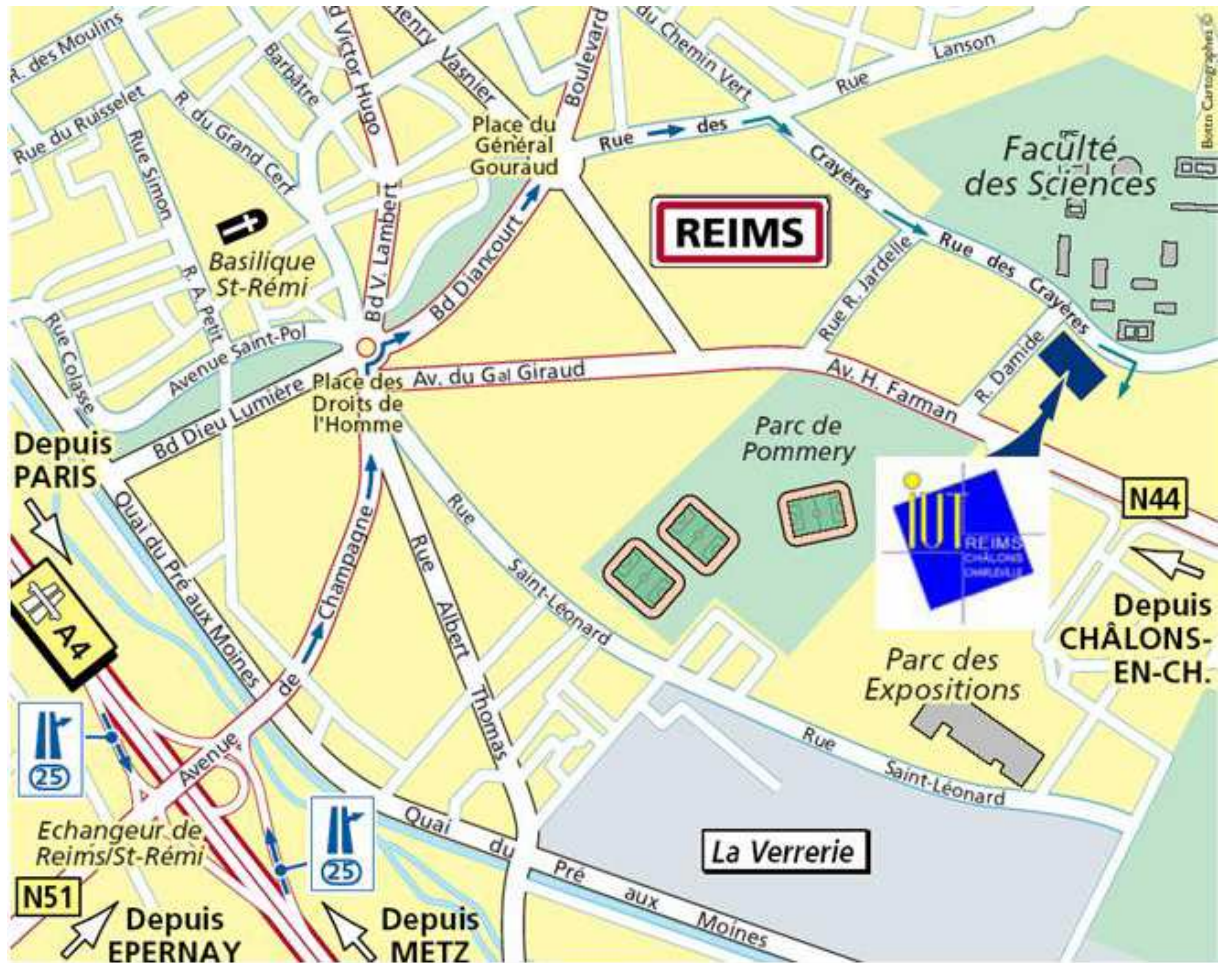 R. des Moulins
Rue du Ruisselet
Barbâtre
R. du Grand Cerf
Rue Simon
R. A. Petit
d Victor Hugo
Bd V. Lambert
Henry Vasnier
Boulevard
du Chemin Vert
Rue
Lanson
Bottn Cartographes ©
Place du
Général
Gouraud
Rue des
Crayères
Faculté
des Sciences
REIMS
Basilique
St-Rémi
Bd Diancourt
Rue R. Jardelle
Rue des Crayères
Rue Colasse
Avenue Saint-Pol
Bd Dieu Lumière
Place des
Droits de
l'Homme
Av. du Gal Giraud
Av. H. Farman
R. Damide
Parc de
Pommery
Depuis
PARIS
iUT
REIMS
CHÂLONS
CHARLEVILLE
N44
Depuis
CHÂLONS-
EN-CH.
Quai du Pré aux Moines
A4
Avenue de Champagne
Rue Albert Thomas
Rue Saint-Léonard
Parc des
Expositions
Rue
Saint-Léonard
25
25
Echangeur de
Reims/St-Rémi
Quai du Pré aux Moines
La Verrerie
N51
Depuis
EPERNAY
Depuis
METZ